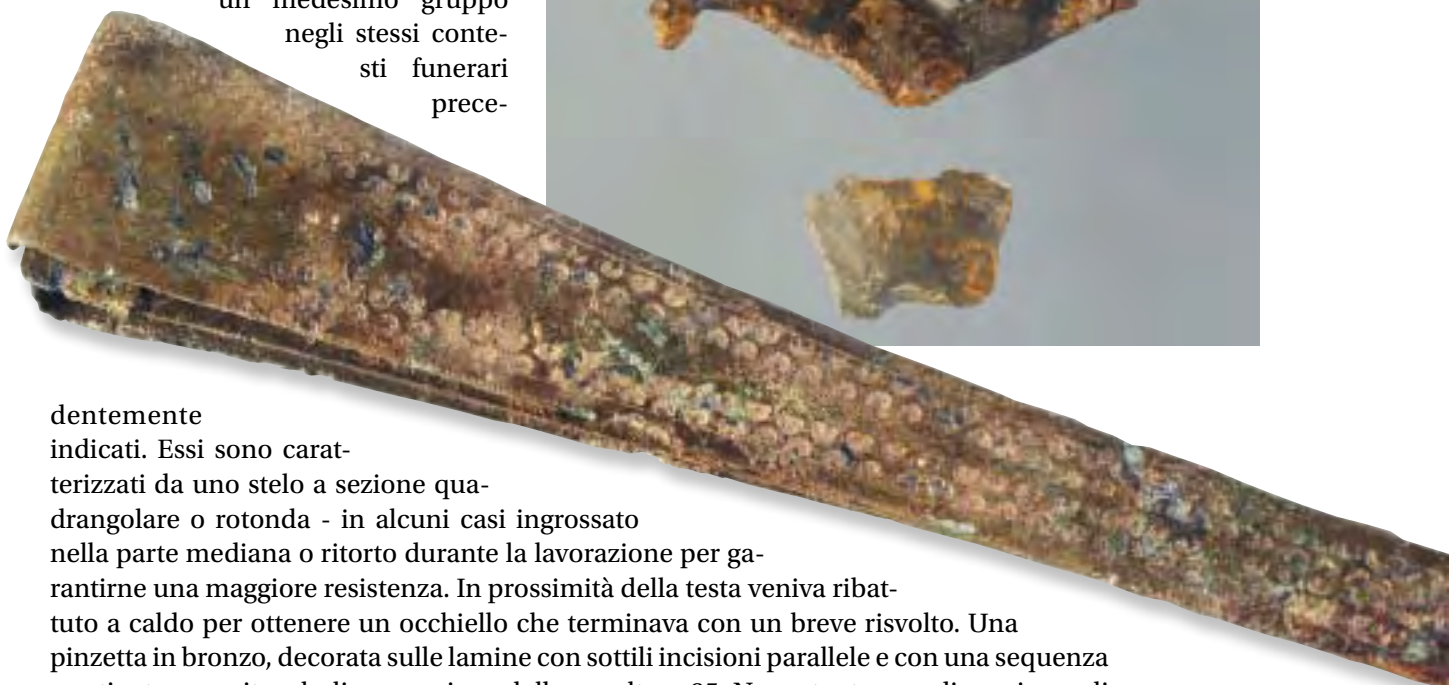 un medesimo gruppo
negli stessi conte-
sti funerari
prece-
dentemente
indicati. Essi sono carat-
terizzati da uno stelo a sezione qua-
drangolare o rotonda - in alcuni casi ingrossato
nella parte mediana o ritorto durante la lavorazione per ga-
rantirne una maggiore resistenza. In prossimità della testa veniva ribat-
tuto a caldo per ottenere un occhiello che terminava con un breve risvolto. Una
pinzetta in bronzo, decorata sulle lamine con sottili incisioni parallele e con una sequenza